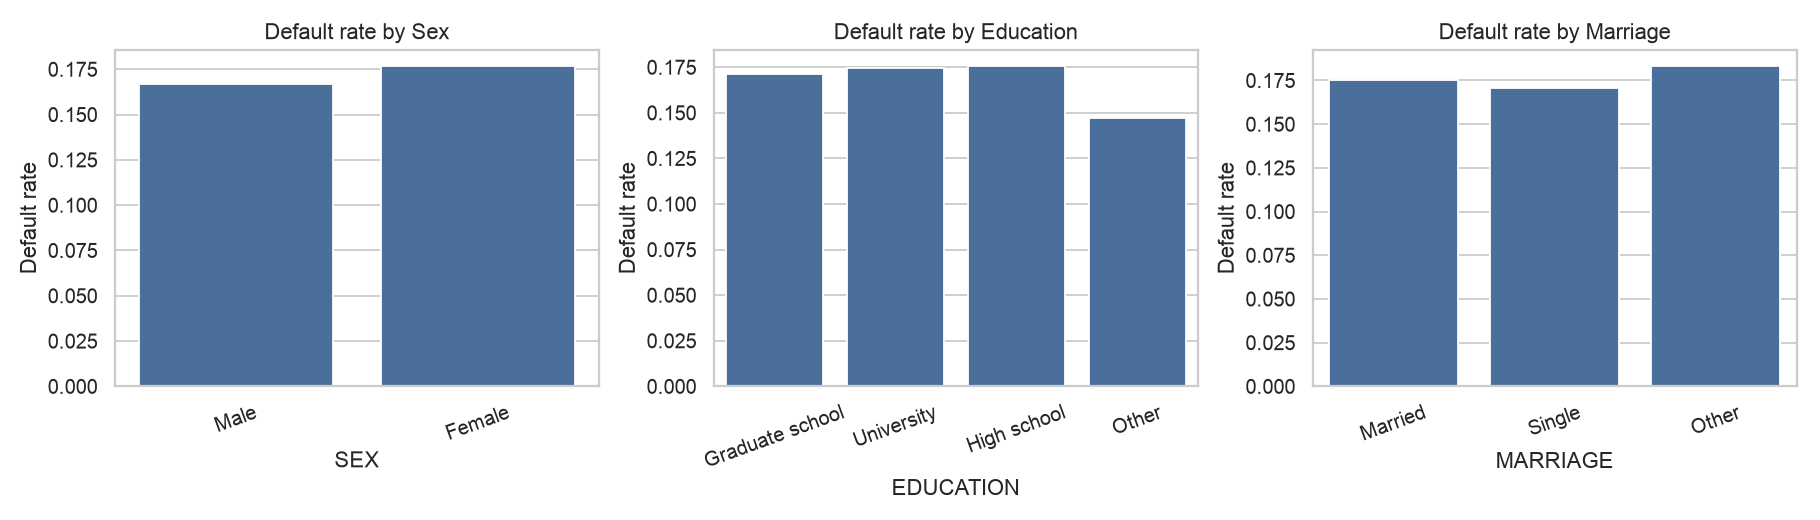 Default rate by Sex
Default rate
0.175
0.150
0.125
0.100
0.075
0.050
0.025
0.000
Male
Female
SEX
Default rate by Education
Default rate
0.175
0.150
0.125
0.100
0.075
0.050
0.025
0.000
Graduate school
University
High school
Other
EDUCATION
Default rate by Marriage
Default rate
0.175
0.150
0.125
0.100
0.075
0.050
0.025
0.000
Married
Single
Other
MARRIAGE